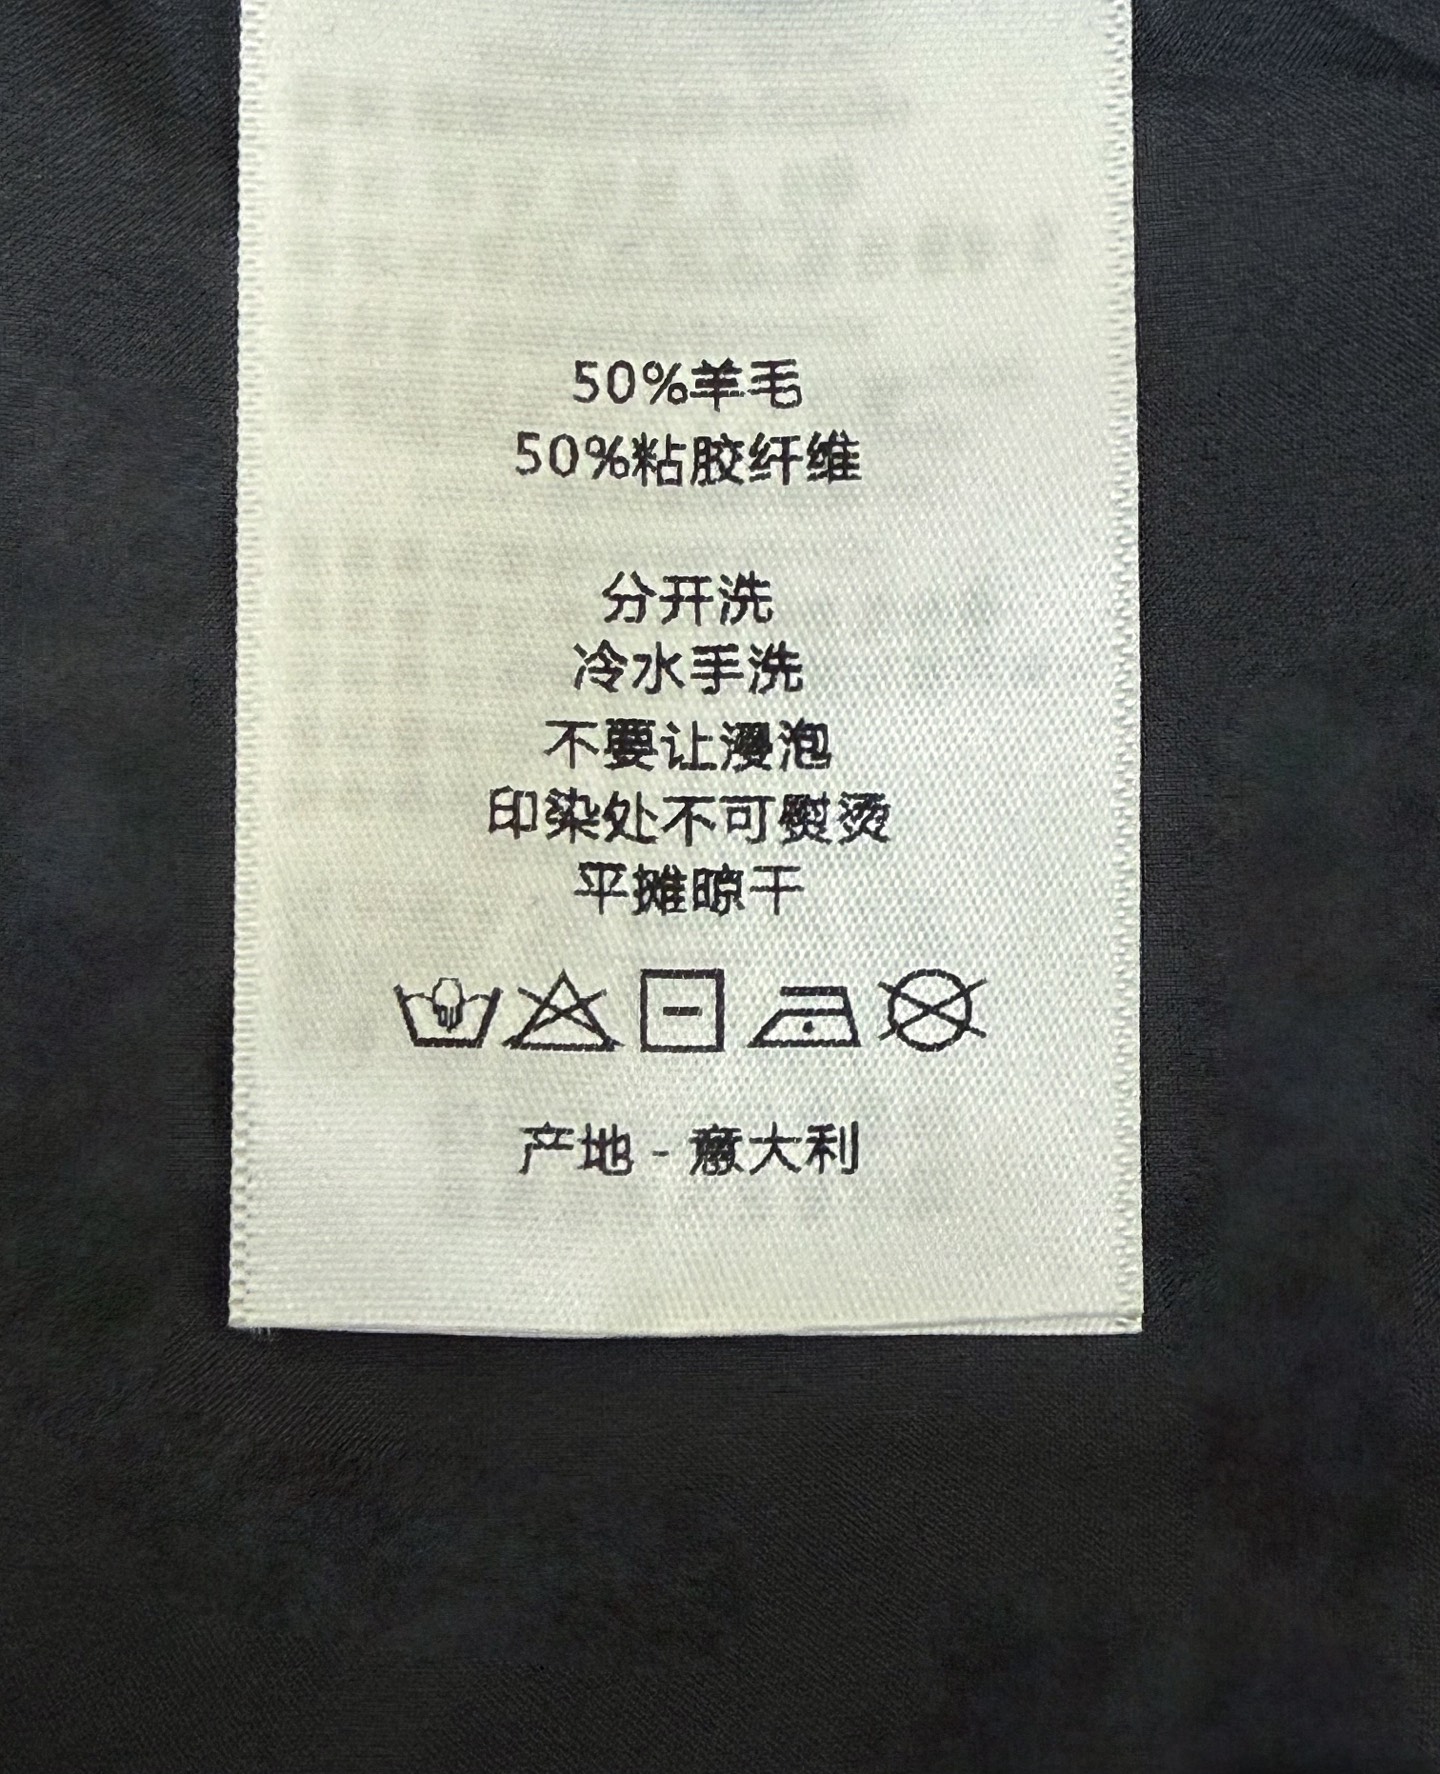 50%羊毛
50%粘胶纤维
分开洗
冷水手洗
不要让浸泡
印染处不可熨烫
平摊晾干
产地 - 意大利